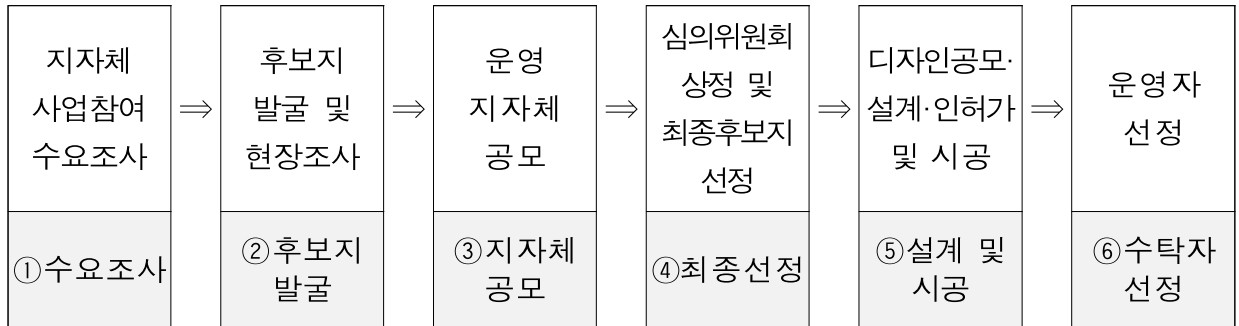 지자체
사업참여
수요조사
⇒
후보지
발굴 및
현장조사
⇒
운영
지자체
공모
⇒
심의위원회
상정 및
최종후보지
선정
⇒
디자인공모·
설계·인허가
및 시공
⇒
운영자
선정
①수요조사
②후보지
발굴
③지자체
공모
④최종선정
⑤설계 및
시공
⑥수탁자
선정